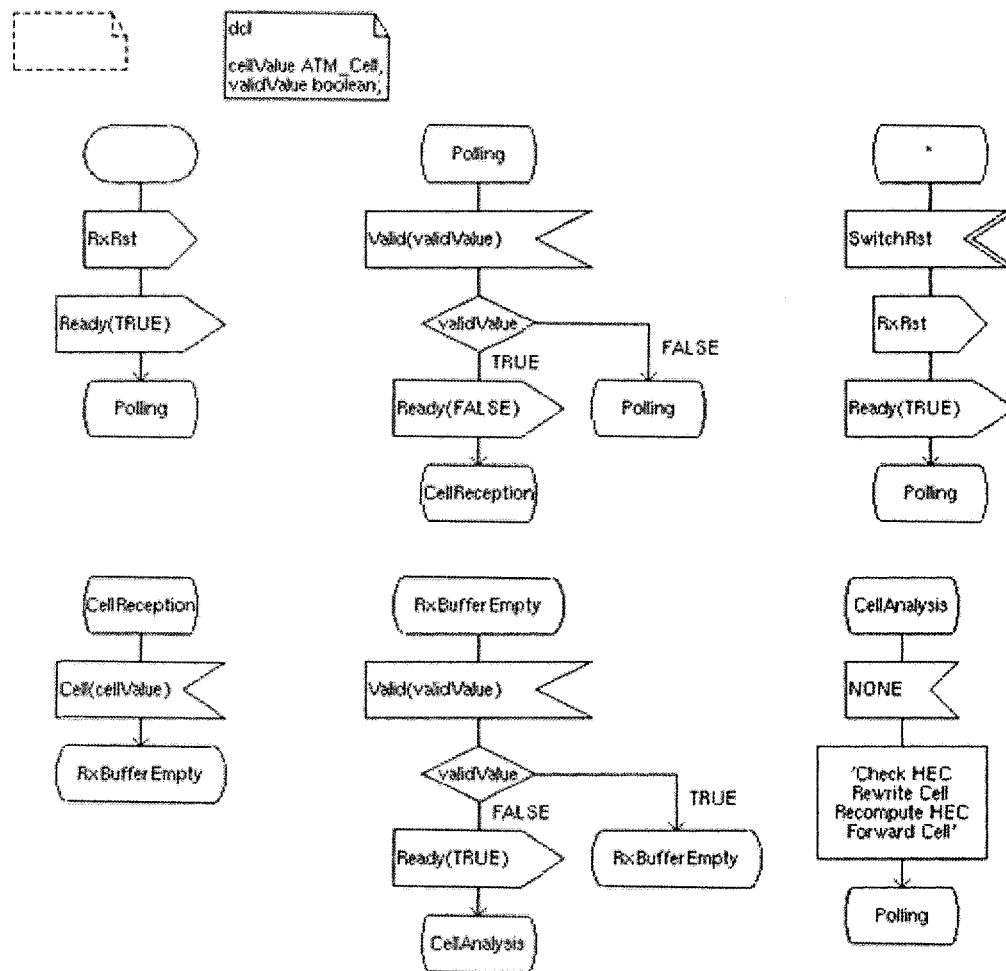 dcl
cellValue ATM_Cell,
validValue boolean;
Polling
*
RxRst
Valid(validValue)
SwitchRst
Ready(TRUE)
validValue
RxRst
TRUE
FALSE
Polling
Ready(FALSE)
Polling
Ready(TRUE)
CellReception
Polling
CellReception
RxBufferEmpty
CellAnalysis
Cell(cellValue)
Valid(validValue)
NONE
RxBufferEmpty
validValue
'Check HEC
Rewrite Cell
Recompute HEC
Forward Cell'
TRUE
FALSE
Ready(TRUE)
RxBufferEmpty
Polling
CellAnalysis